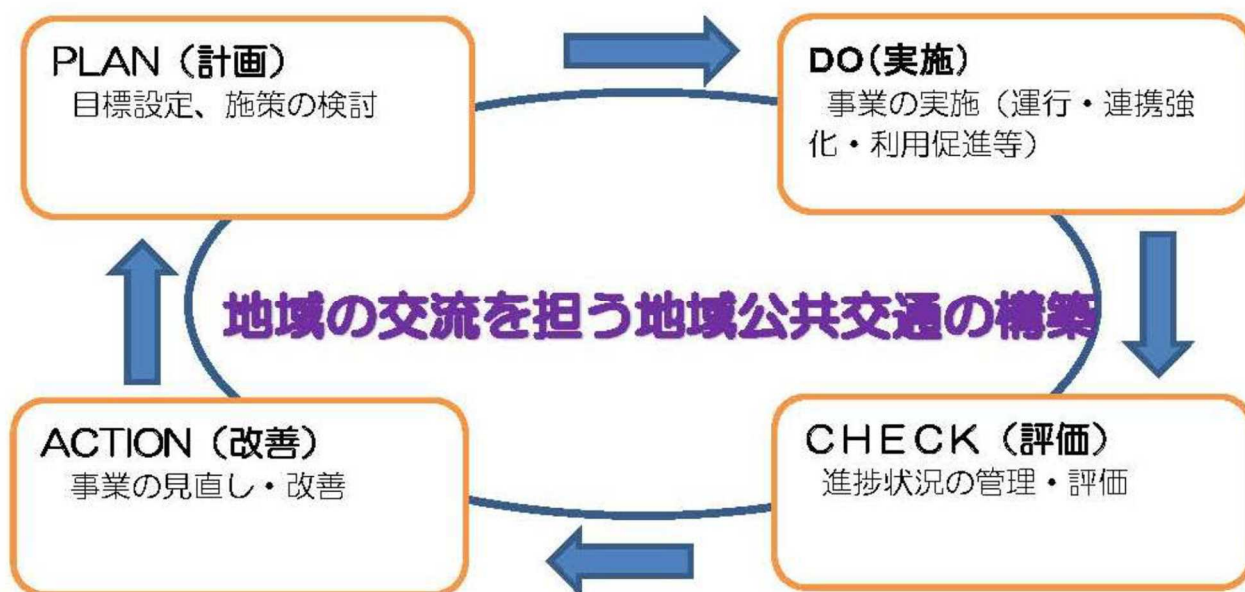 PLAN（計画）
目標設定、施策の検討
DO(実施)
事業の実施（運行・連携強
化・利用促進等）
地域の交流を担う地域公共交通の構築
ACTION（改善）
事業の見直し・改善
ＣＨＥＣＫ（評価）
進捗状況の管理・評価